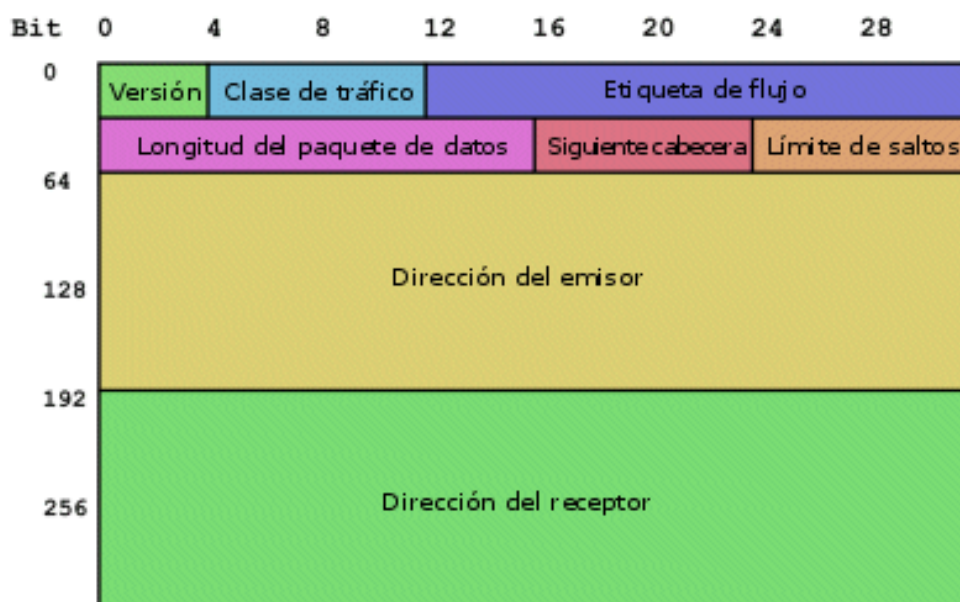 Bit 0 4 8 12 16 20 24 28
0 Versión Clase de tráfico Etiqueta de flujo
Longitud del paquete de datos Siguiente cabecera Límite de saltos
64
Dirección del emisor
128
192
Dirección del receptor
256